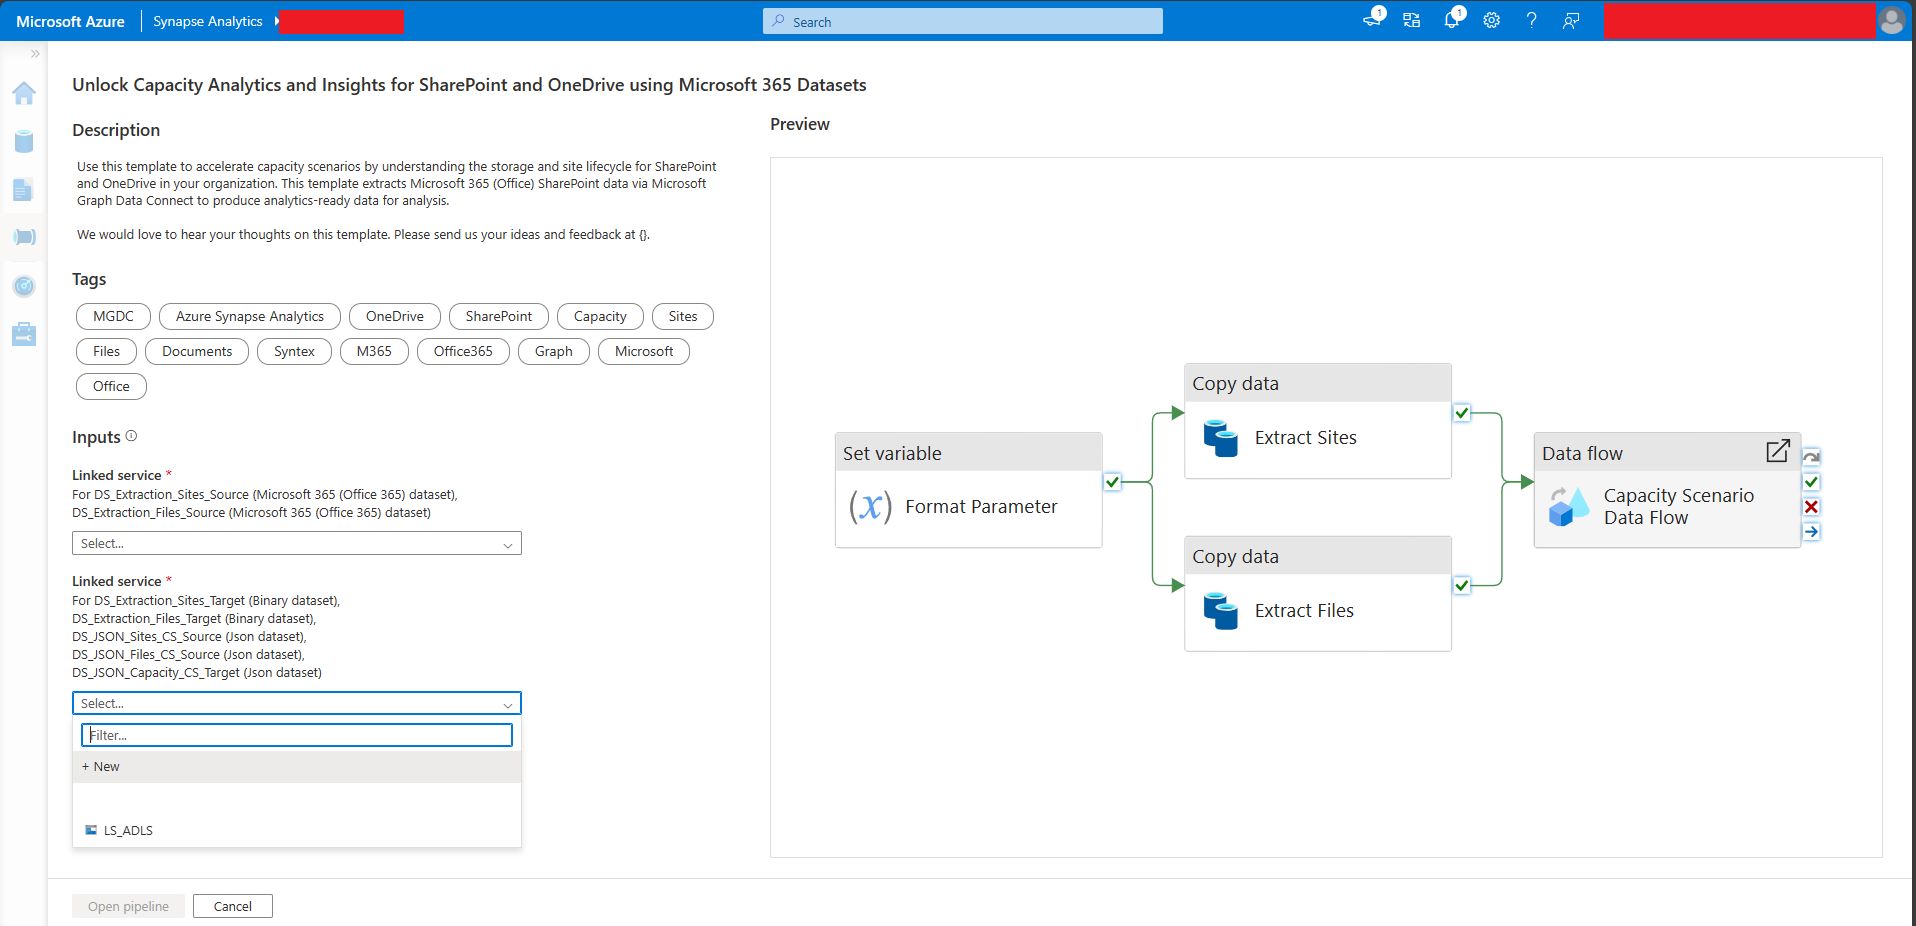 Microsoft Azure
Synapse Analytics
Search
1
1
?
Unlock Capacity Analytics and Insights for SharePoint and OneDrive using Microsoft 365 Datasets
Description
Use this template to accelerate capacity scenarios by understanding the storage and site lifecycle for SharePoint
and OneDrive in your organization. This template extracts Microsoft 365 (Office) SharePoint data via Microsoft
Graph Data Connect to produce analytics-ready data for analysis.
We would love to hear your thoughts on this template. Please send us your ideas and feedback at {}.
Tags
MGDC Azure Synapse Analytics OneDrive SharePoint Capacity Sites
Files Documents Syntex M365 Office365 Graph Microsoft
Office
Inputs
Linked service *
For DS_Extraction_Sites_Source (Microsoft 365 (Office 365) dataset),
DS_Extraction_Files_Source (Microsoft 365 (Office 365) dataset)
Select...
Linked service *
For DS_Extraction_Sites_Target (Binary dataset),
DS_Extraction_Files_Target (Binary dataset),
DS_JSON_Sites_CS_Source (Json dataset),
DS_JSON_Files_CS_Source (Json dataset),
DS_JSON_Capacity_CS_Target (Json dataset)
Select...
Filter...
+ New
LS_ADLS
Open pipeline
Cancel
Preview
Set variable
(x) Format Parameter
Copy data
Extract Sites
Copy data
Extract Files
Data flow
Capacity Scenario
Data Flow